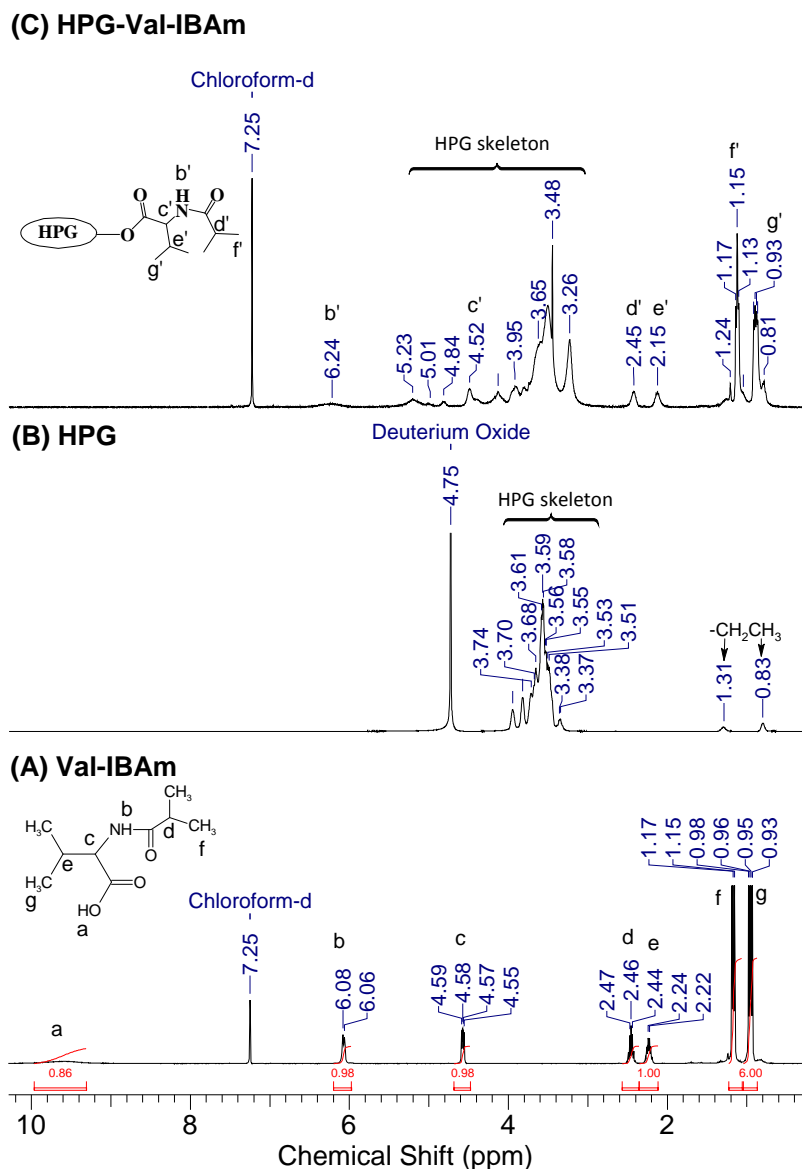 (C) HPG-Val-IBAm
Chloroform-d
7.25
HPG skeleton
b'
O
H
N
O
c'
d'
HPG
O
e'
f'
g'
b'
6.24
5.23
5.01
4.84
c'
4.52
3.95
3.65
3.48
3.26
d'
2.45
e'
2.15
f'
1.24
1.17
1.15
1.13
g'
0.93
0.81
(B) HPG
Deuterium Oxide
4.75
HPG skeleton
3.74
3.70
3.68
3.61
3.59
3.58
3.56
3.55
3.53
3.51
3.38
3.37
-CH2CH3
1.31
0.83
(A) Val-IBAm
CH3
b
H3C
c
NH
d
CH3
e
O
f
H3C
O
g
HO
a
Chloroform-d
7.25
a
b
6.08
6.06
c
4.59
4.58
4.57
4.55
d
e
2.47
2.46
2.44
2.24
2.22
1.17
1.15
0.98
0.96
0.95
0.93
f
g
0.86
0.98
0.98
1.00
6.00
10
8
6
4
2
Chemical Shift (ppm)